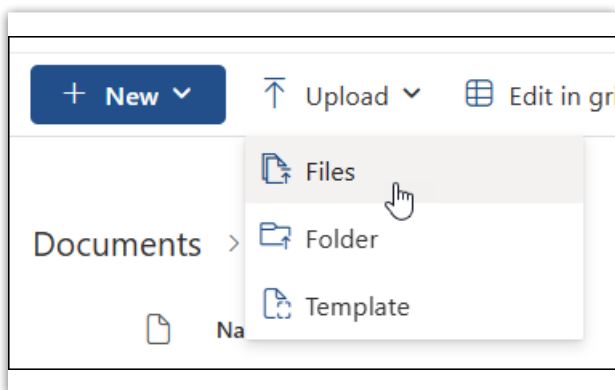 + New Upload Edit in gri
Files
Folder
Documents >
Template
Na